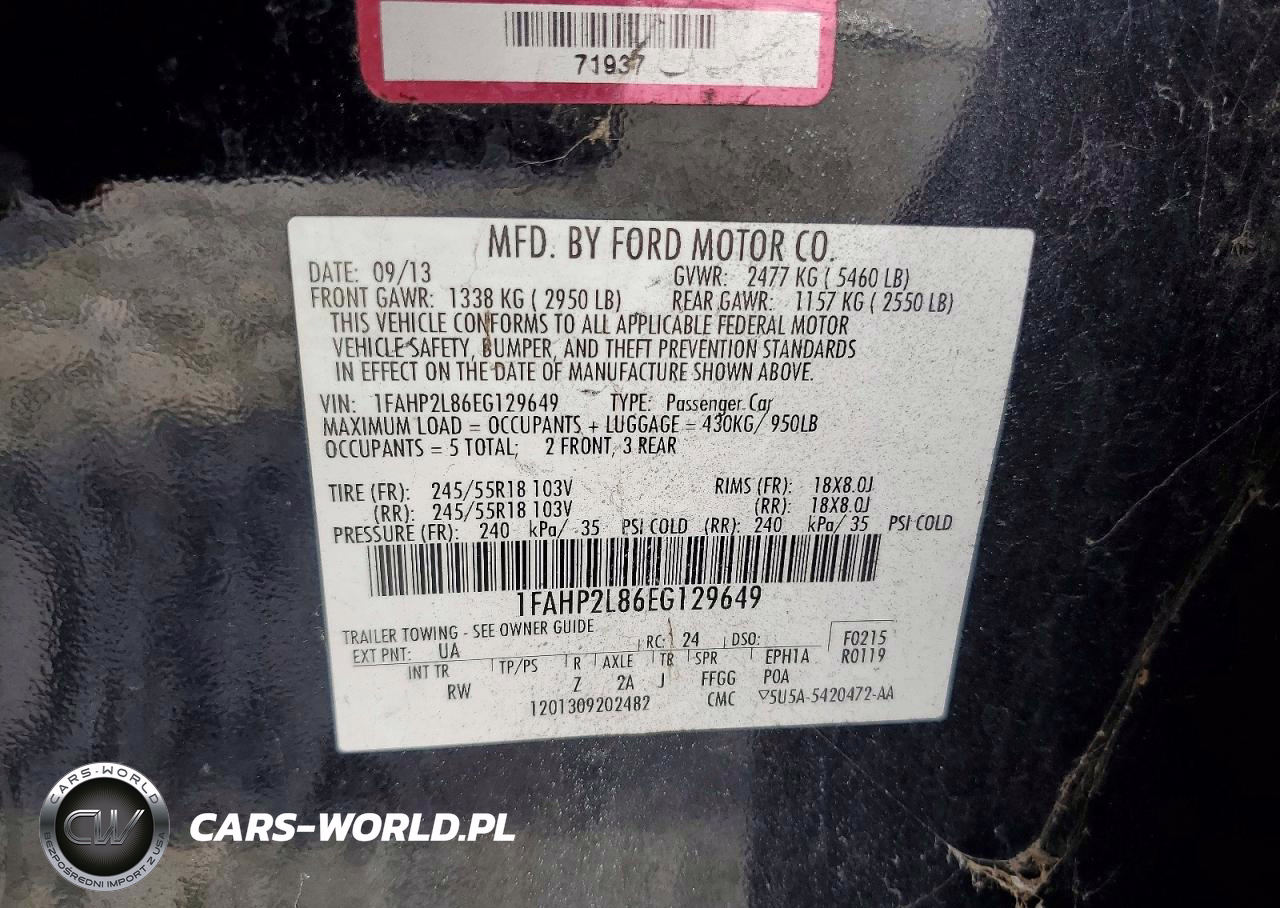 71937
MFD. BY FORD MOTOR CO.
DATE: 09/13 GVWR: 2477 KG ( 5460 LB)
FRONT GAWR: 1338 KG ( 2950 LB) REAR GAWR: 1157 KG ( 2550 LB)
THIS VEHICLE CONFORMS TO ALL APPLICABLE FEDERAL MOTOR
VEHICLE SAFETY, BUMPER, AND THEFT PREVENTION STANDARDS
IN EFFECT ON THE DATE OF MANUFACTURE SHOWN ABOVE.
VIN: 1FAHP2L86EG129649 TYPE: Passenger Car
MAXIMUM LOAD = OCCUPANTS + LUGGAGE = 430KG/ 950LB
OCCUPANTS = 5 TOTAL; 2 FRONT, 3 REAR
TIRE (FR): 245/55R18 103V RIMS (FR): 18X8.0J
(RR): 245/55R18 103V (RR): 18X8.0J
PRESSURE (FR): 240 kPa/ 35 PSI COLD (RR): 240 kPa/ 35 PSI COLD
1FAHP2L86EG129649
TRAILER TOWING - SEE OWNER GUIDE
EXT PNT: UA RC: 24 DSO: F0215
INT TR TP/PS R AXLE TR SPR EPH1A R0119
RW Z 2A J FFGG P0A
1201309202482 CMC ▽5U5A-5420472-AA
CARS-WORLD
CW
BEZPOŚREDNI IMPORT Z USA
CARS-WORLD.PL